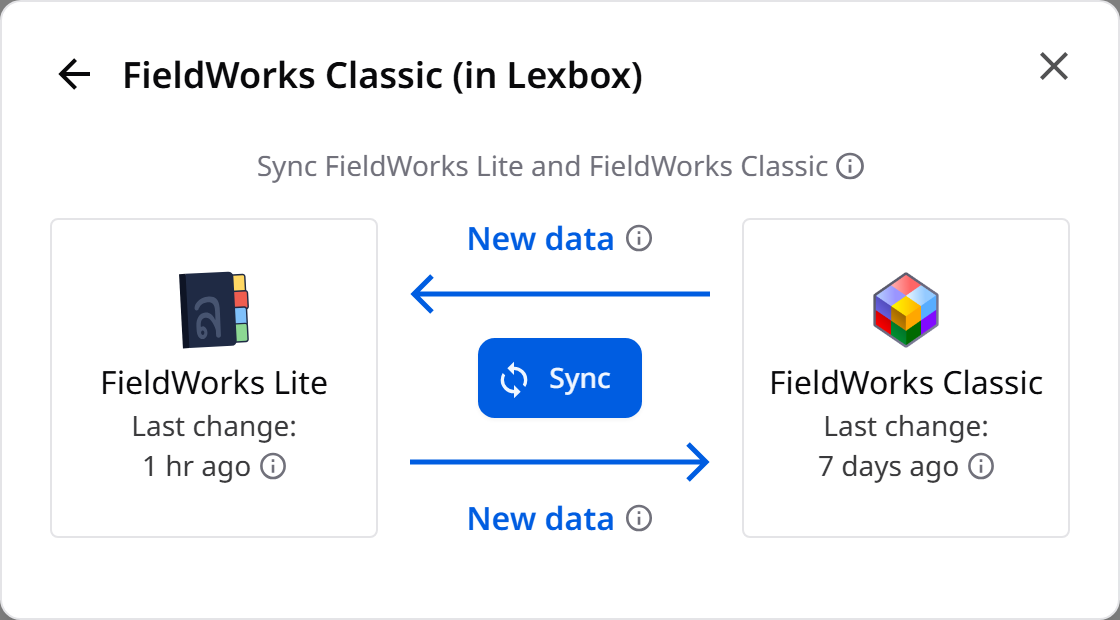 FieldWorks Classic (in Lexbox)
Sync FieldWorks Lite and FieldWorks Classic
New data
FieldWorks Lite
Last change:
1 hr ago
Sync
FieldWorks Classic
Last change:
7 days ago
New data